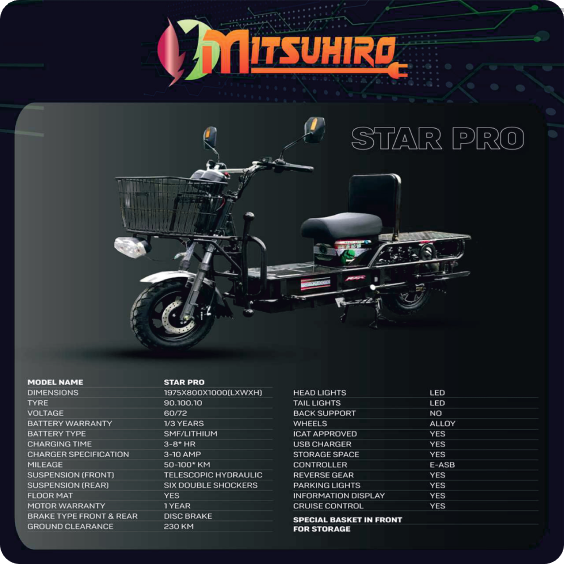 MITSUHIRO
STAR PRO
MODEL NAME STAR PRO
DIMENSIONS 1975X800X1000(LXWXH)
TYRE 90.100.10
VOLTAGE 60/72
BATTERY WARRANTY 1/3 YEARS
BATTERY TYPE SMF/LITHIUM
CHARGING TIME 3-8* HR
CHARGER SPECIFICATION 3-10 AMP
MILEAGE 50-100* KM
SUSPENSION (FRONT) TELESCOPIC HYDRAULIC
SUSPENSION (REAR) SIX DOUBLE SHOCKERS
FLOOR MAT YES
MOTOR WARRANTY 1 YEAR
BRAKE TYPE FRONT & REAR DISC BRAKE
GROUND CLEARANCE 230 KM
HEAD LIGHTS LED
TAIL LIGHTS LED
BACK SUPPORT NO
WHEELS ALLOY
ICAT APPROVED YES
USB CHARGER YES
STORAGE SPACE YES
CONTROLLER E-ASB
REVERSE GEAR YES
PARKING LIGHTS YES
INFORMATION DISPLAY YES
CRUISE CONTROL YES
SPECIAL BASKET IN FRONT
FOR STORAGE